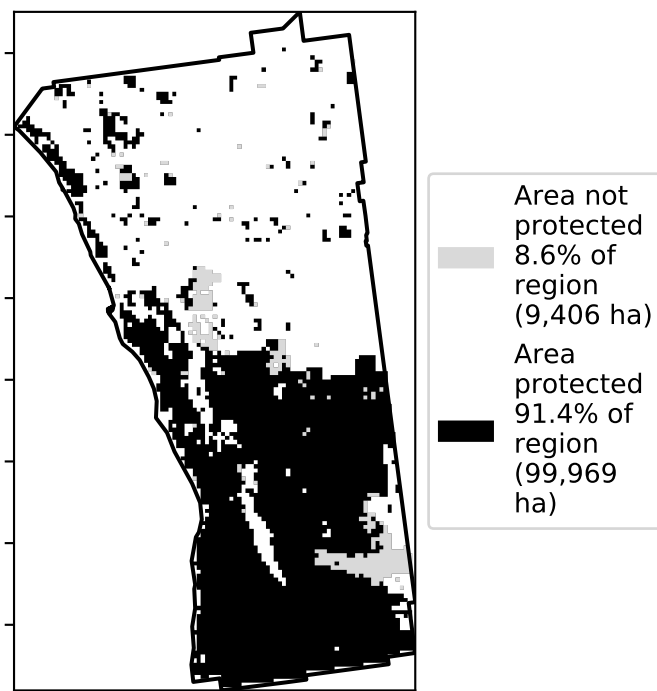 Area not
protected
8.6% of
region
(9,406 ha)
Area
protected
91.4% of
region
(99,969
ha)